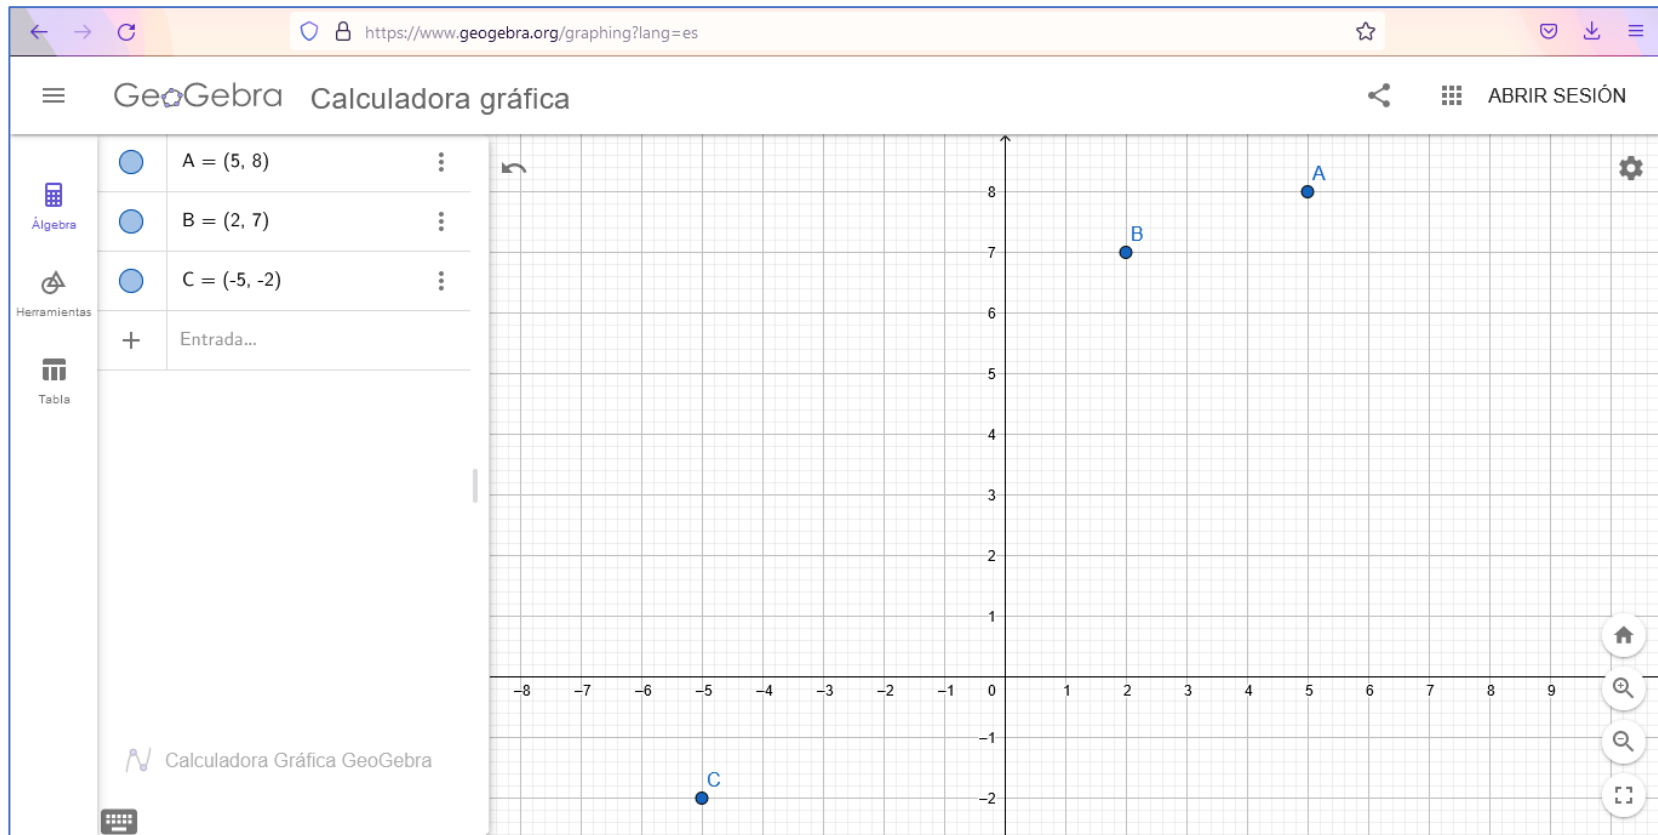 https://www.geogebra.org/graphing?lang=es
GeoGebra Calculadora gráfica
ABRIR SESIÓN
Álgebra
Herramientas
Tabla
A = (5, 8)
B = (2, 7)
C = (-5, -2)
+ Entrada...
Calculadora Gráfica GeoGebra
A
B
C
8
7
6
5
4
3
2
1
–8 –7 –6 –5 –4 –3 –2 –1 0 1 2 3 4 5 6 7 8 9
–1
–2